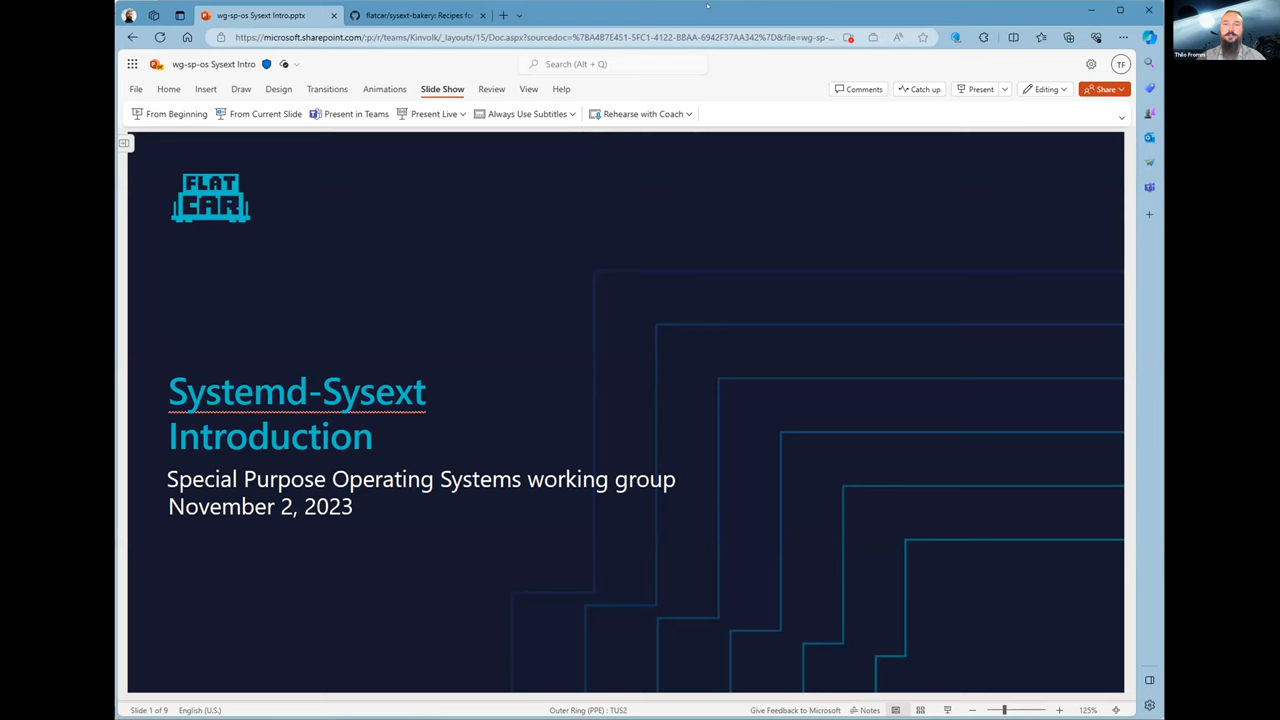 wg-sp-os Sysext Intro.pptx
flatcar/sysext-bakery: Recipes fo
https://microsoft.sharepoint.com/:p:/r/teams/Kinvolk/_layouts/15/Doc.aspx?sourcedoc=%7BA4B7E451-5FC1-4122-BBAA-6942F37AA342%7D&file=wg-sp-...
wg-sp-os Sysext Intro
Search (Alt + Q)
TF
File Home Insert Draw Design Transitions Animations Slide Show Review View Help
Comments Catch up Present Editing Share
From Beginning From Current Slide Present in Teams Present Live Always Use Subtitles Rehearse with Coach
FLAT
CAR
Systemd-Sysext
Introduction
Special Purpose Operating Systems working group
November 2, 2023
Slide 1 of 9 English (U.S.) Outer Ring (PPE) : TUS2 Give Feedback to Microsoft Notes 125%
Thilo Fromm